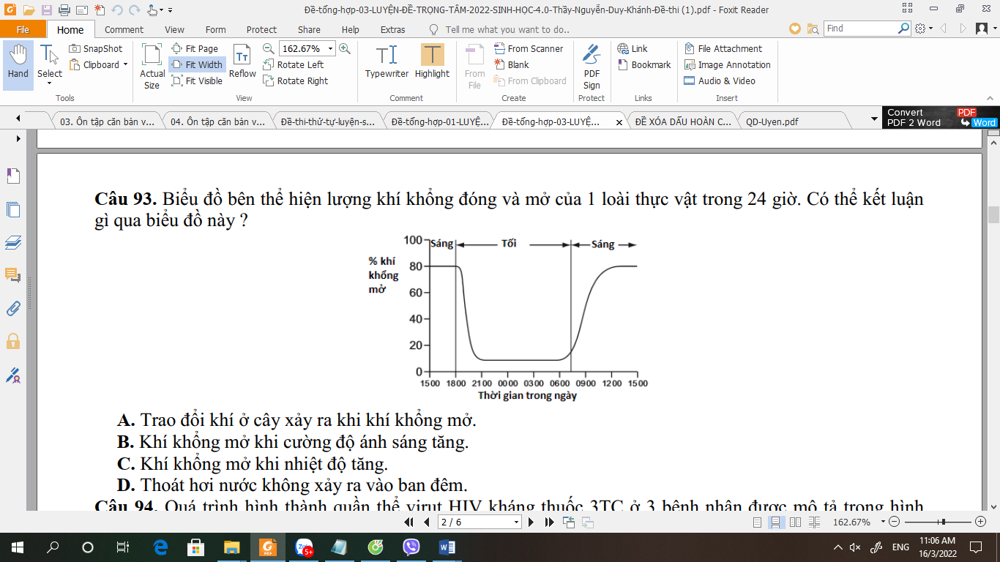 Đề-tổng-hợp-03-LUYỆN-ĐỀ-TRỌNG-TÂM-2022-SINH-HỌC-4.0-Thầy-Nguyễn-Duy-Khánh-Đề-thi (1).pdf - Foxit Reader
File Home Comment View Form Protect Share Help Extras Tell me what you want to do.. Find
Hand Select SnapShot Clipboard
Actual Size Fit Page Fit Width Fit Visible Reflow 162.67% Rotate Left Rotate Right
Typewriter Highlight From File From Scanner Blank From Clipboard PDF Sign Link Bookmark File Attachment Image Annotation Audio & Video
Tools View Comment Create Protect Links Insert
03. Ôn tập căn bản v... 04. Ôn tập căn bản v... Đề-thi-thử-tự-luyện-s... Đề-tổng-hợp-01-LUYỆ... Đề-tổng-hợp-03-LUYỆ... ĐỀ XÓA DẤU HOÀN C... QD-Uyen.pdf
Convert PDF
PDF 2 Word Word
Câu 93. Biểu đồ bên thể hiện lượng khí khổng đóng và mở của 1 loài thực vật trong 24 giờ. Có thể kết luận
gì qua biểu đồ này ?
% khí
khổng
mở
100
80
60
40
20
0
Sáng Tối Sáng
1500 1800 2100 0000 0300 0600 0900 1200 1500
Thời gian trong ngày
A. Trao đổi khí ở cây xảy ra khi khí khổng mở.
B. Khí khổng mở khi cường độ ánh sáng tăng.
C. Khí khổng mở khi nhiệt độ tăng.
D. Thoát hơi nước không xảy ra vào ban đêm.
Câu 94. Quá trình hình thành quần thể virut HIV kháng thuốc 3TC ở 3 bệnh nhân được mô tả trong hình
2 / 6 162.67%
5+ ENG 11:06 AM
16/3/2022